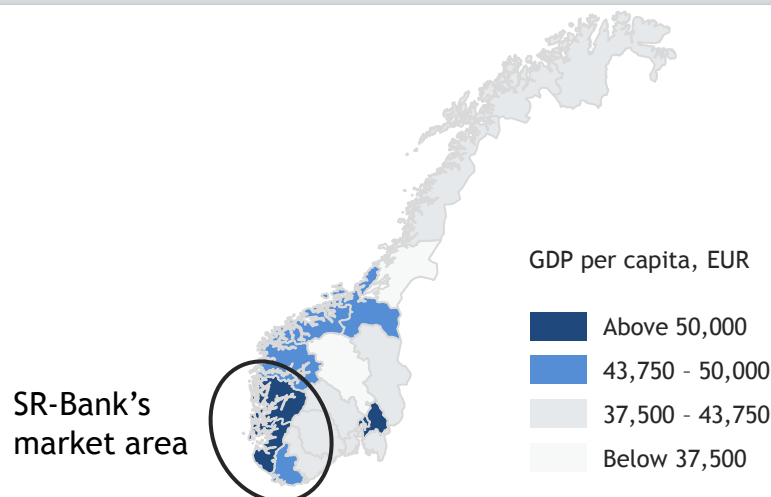 GDP per capita, EUR
Above 50,000
43,750 - 50,000
37,500 - 43,750
Below 37,500
SR-Bank's
market area